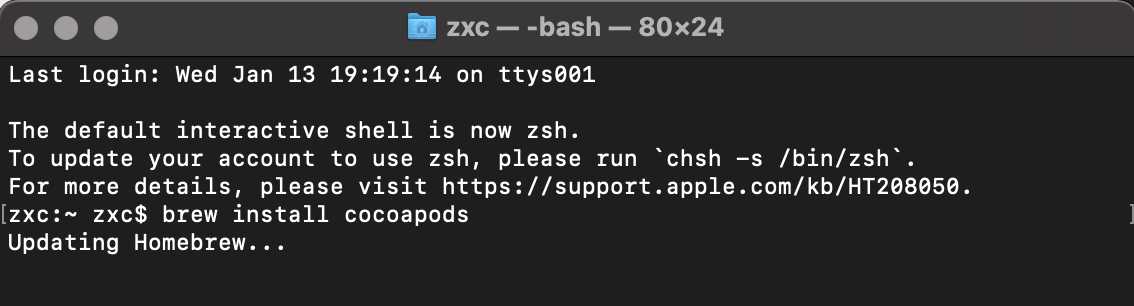 zxc — -bash — 80×24
Last login: Wed Jan 13 19:19:14 on ttys001
The default interactive shell is now zsh.
To update your account to use zsh, please run `chsh -s /bin/zsh`.
For more details, please visit https://support.apple.com/kb/HT208050.
[zxc:~ zxc$ brew install cocoapods ]
Updating Homebrew...